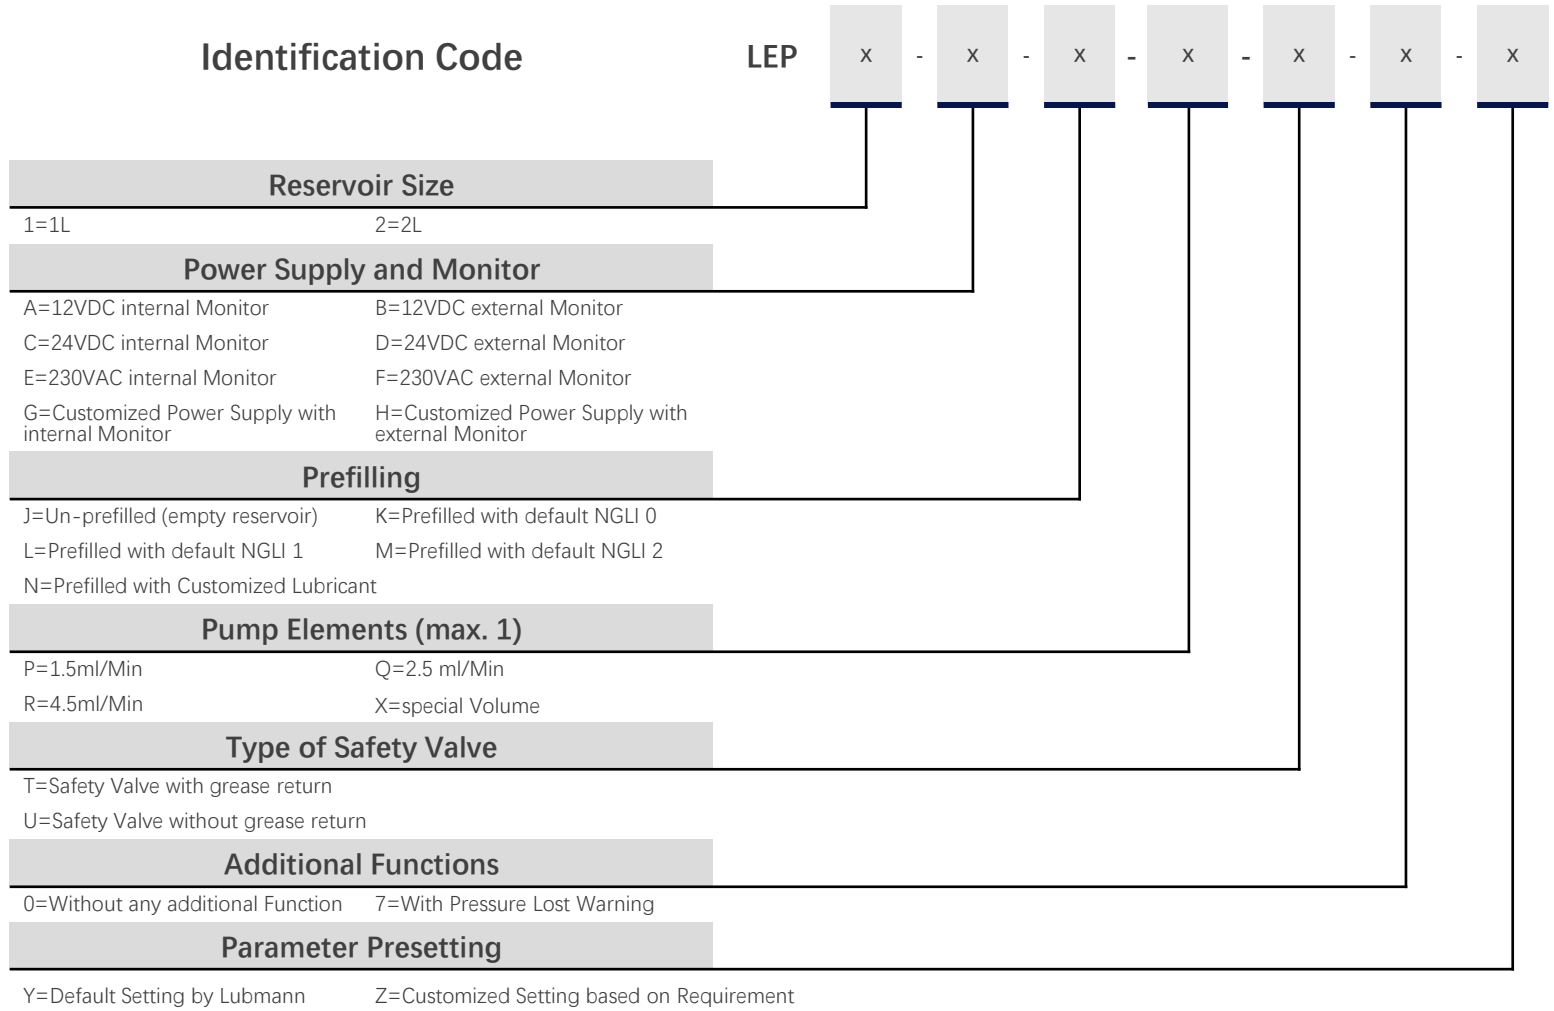 Identification Code LEP x - x - x - x - x - x - x
Reservoir Size
1=1L 2=2L
Power Supply and Monitor
A=12VDC internal Monitor B=12VDC external Monitor
C=24VDC internal Monitor D=24VDC external Monitor
E=230VAC internal Monitor F=230VAC external Monitor
G=Customized Power Supply with H=Customized Power Supply with
internal Monitor external Monitor
Prefilling
J=Un-prefilled (empty reservoir) K=Prefilled with default NGLI 0
L=Prefilled with default NGLI 1 M=Prefilled with default NGLI 2
N=Prefilled with Customized Lubricant
Pump Elements (max. 1)
P=1.5ml/Min Q=2.5 ml/Min
R=4.5ml/Min X=special Volume
Type of Safety Valve
T=Safety Valve with grease return
U=Safety Valve without grease return
Additional Functions
0=Without any additional Function 7=With Pressure Lost Warning
Parameter Presetting
Y=Default Setting by Lubmann Z=Customized Setting based on Requirement